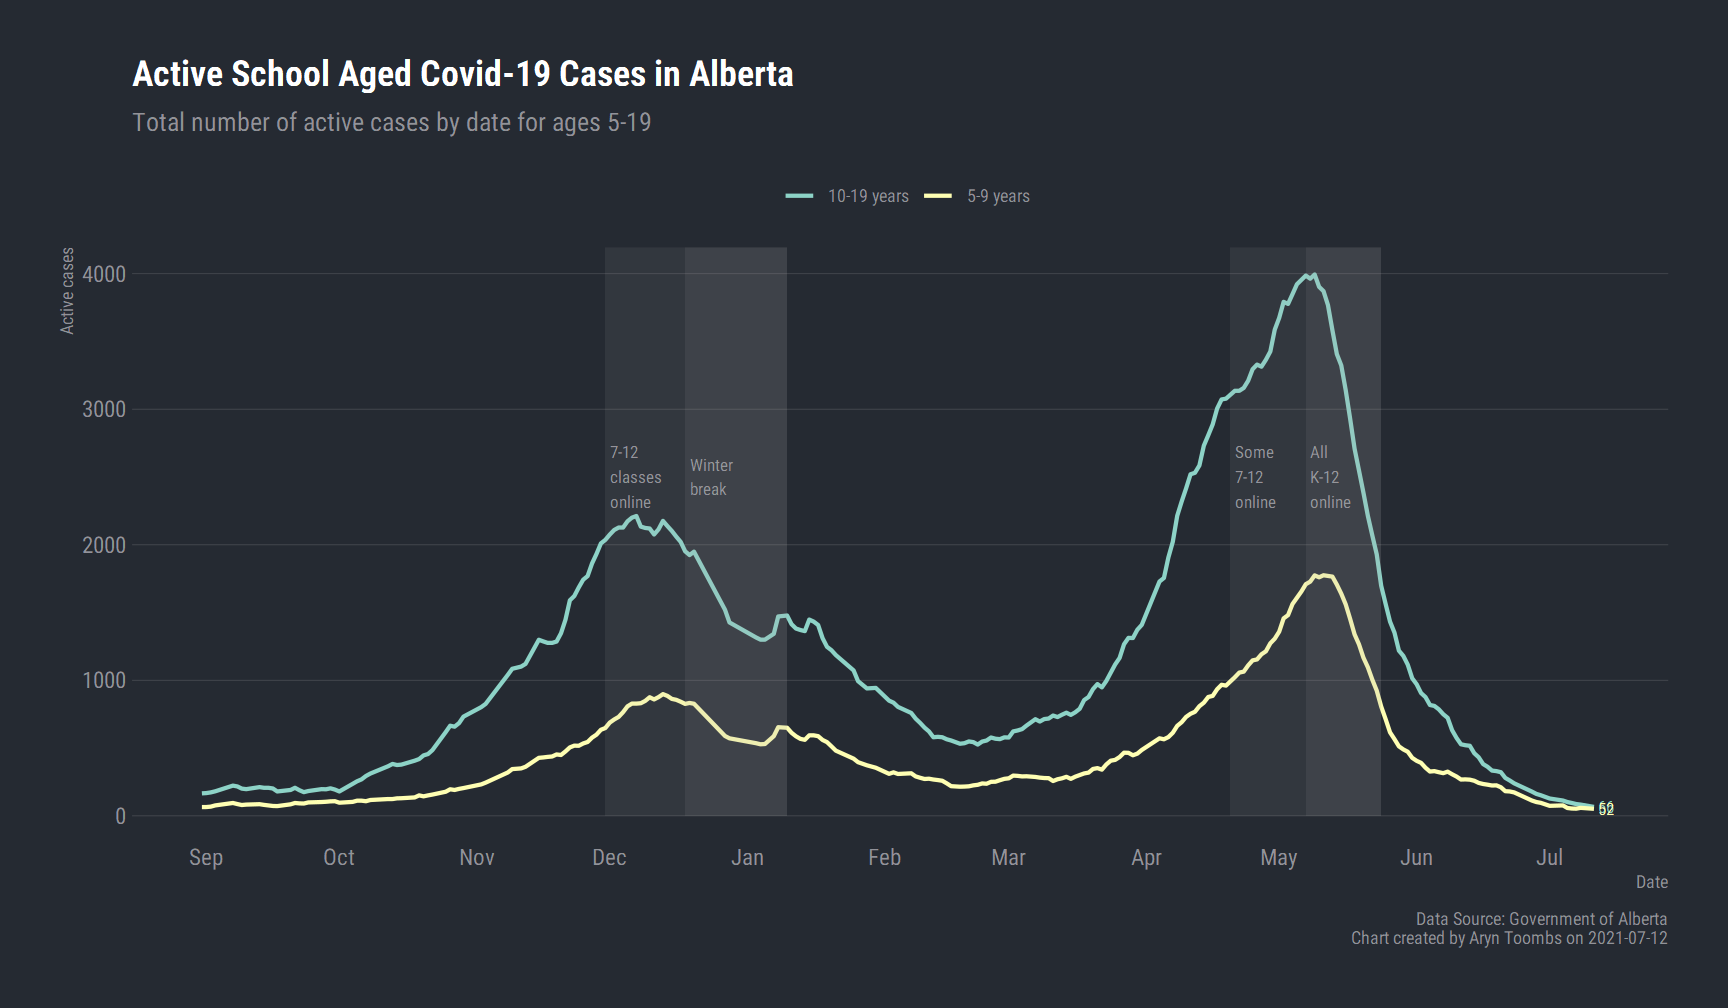 Active School Aged Covid-19 Cases in Alberta
Total number of active cases by date for ages 5-19
10-19 years
5-9 years
Active cases
4000
3000
2000
1000
0
7-12
classes
online
Winter
break
Some
7-12
online
All
K-12
online
52
Sep Oct Nov Dec Jan Feb Mar Apr May Jun Jul
Date
Data Source: Government of Alberta
Chart created by Aryn Toombs on 2021-07-12